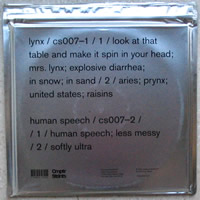 lynx / cs007-1 / 1 / look at that
table and make it spin in your head;
mrs. lynx; explosive diarrhea;
in snow; in sand / 2 / aries; prynx;
united states; raisins
human speech / cs007-2 /
/ 1 / human speech; less messy
/ 2 / softly ultra